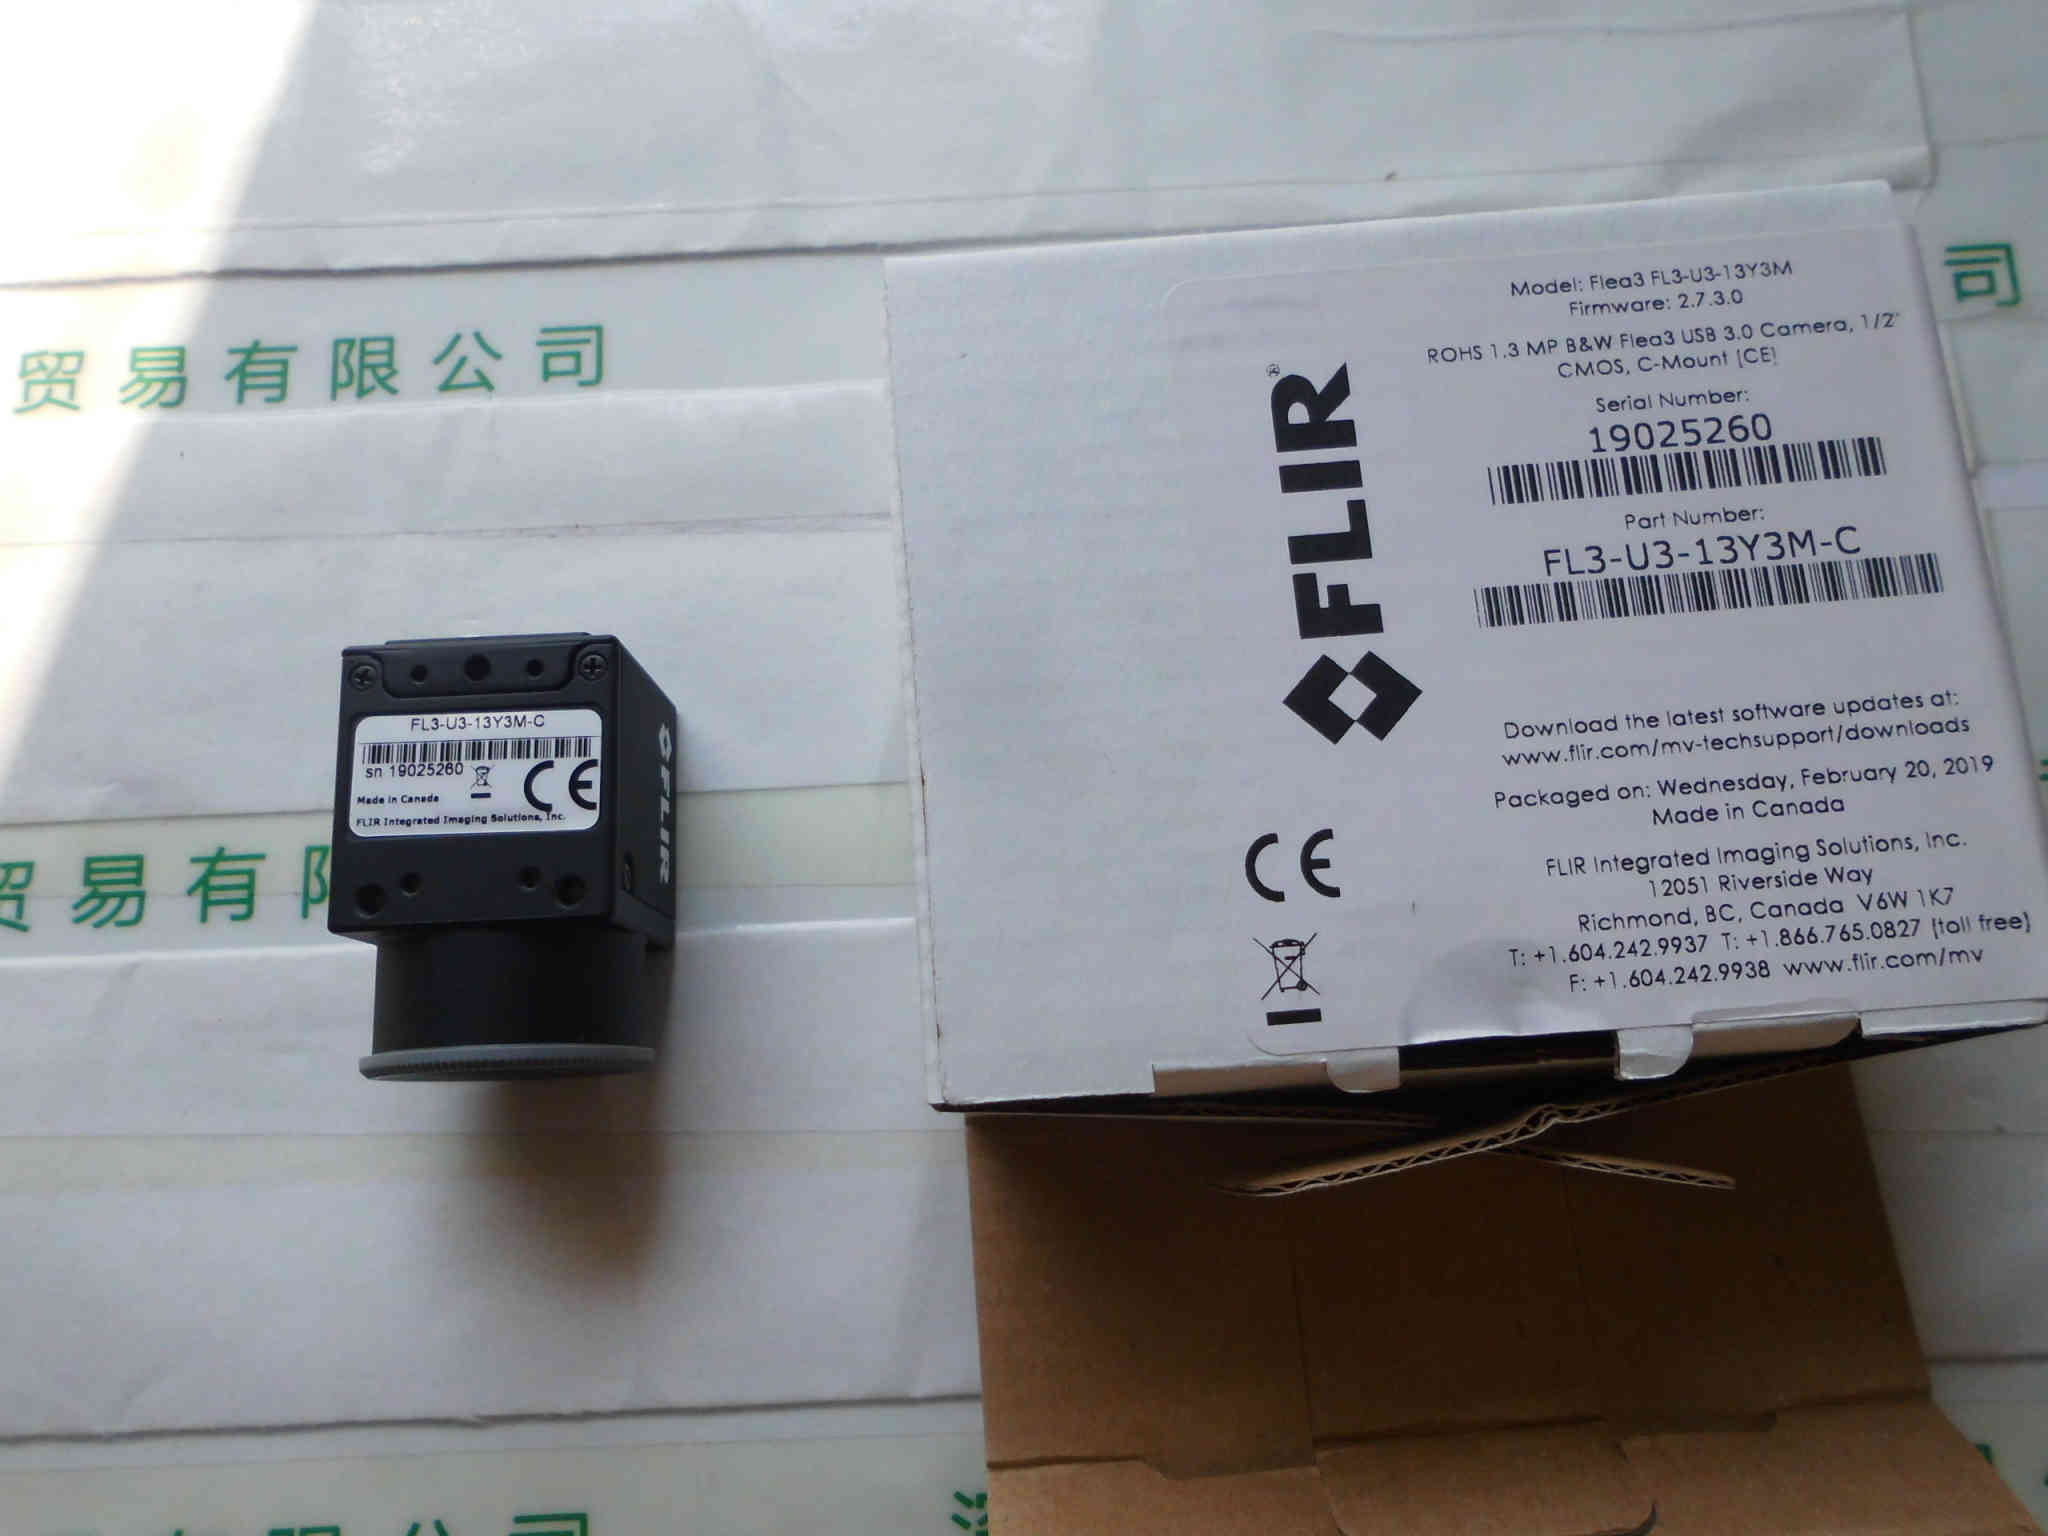 贸易有限公司
司
贸易有限
有限公司
FL3-U3-13Y3M-C
sn 19025260
CE
Made in Canada
FLIR Integrated Imaging Solutions, Inc.
FLIR
FLIR®
CE
Model: Flea3 FL3-U3-13Y3M
Firmware: 2.7.3.0
ROHS 1.3 MP B&W Flea3 USB 3.0 Camera, 1/2"
CMOS, C-Mount [CE]
Serial Number:
19025260
Part Number:
FL3-U3-13Y3M-C
Download the latest software updates at:
www.flir.com/mv-techsupport/downloads
Packaged on: Wednesday, February 20, 2019
Made in Canada
FLIR Integrated Imaging Solutions, Inc.
12051 Riverside Way
Richmond, BC, Canada V6W 1K7
T: +1.604.242.9937 T: +1.866.765.0827 (toll free)
F: +1.604.242.9938 www.flir.com/mv